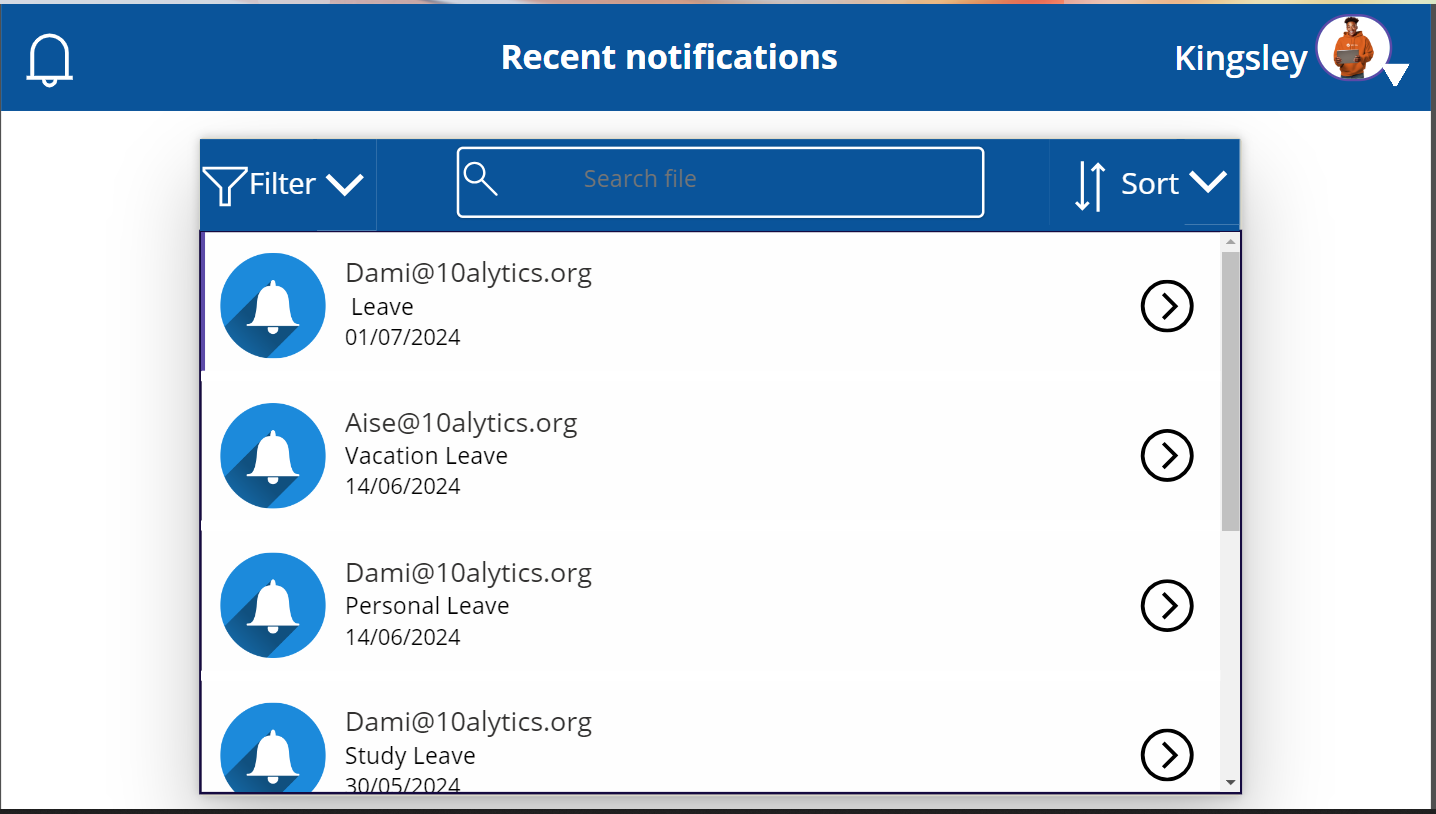 Recent notifications
Kingsley
Filter
Search file
Sort
Dami@10alytics.org
Leave
01/07/2024
Aise@10alytics.org
Vacation Leave
14/06/2024
Dami@10alytics.org
Personal Leave
14/06/2024
Dami@10alytics.org
Study Leave
30/05/2024